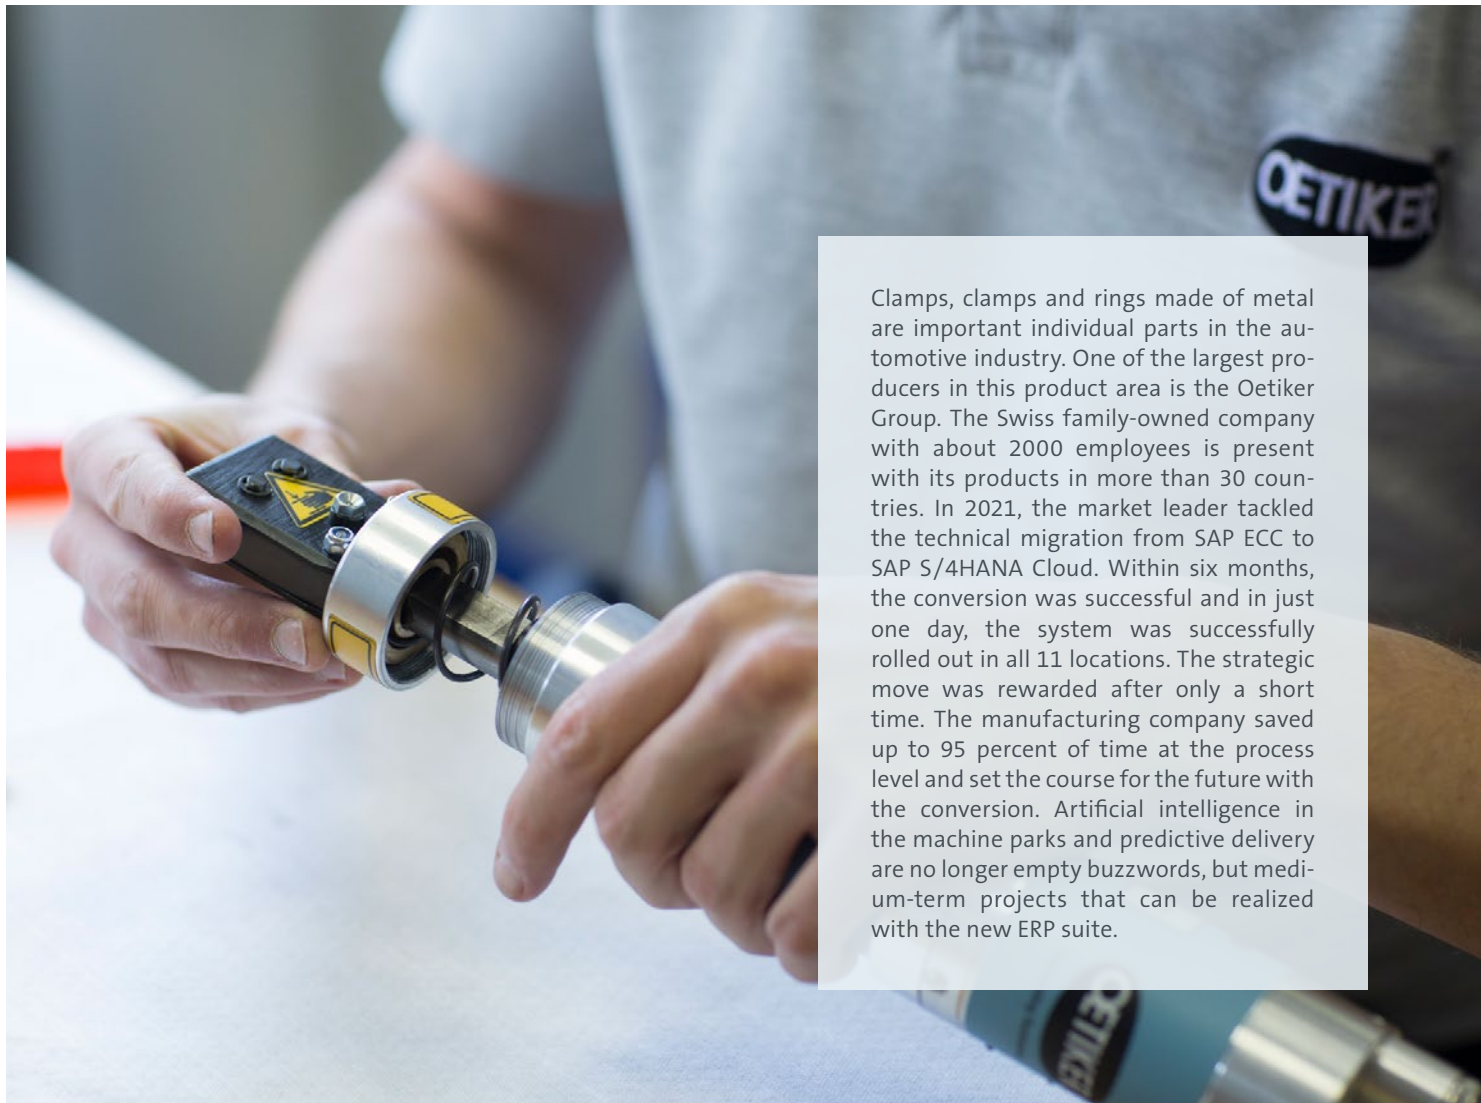 OETIKER
Clamps, clamps and rings made of metal
are important individual parts in the au-
tomotive industry. One of the largest pro-
ducers in this product area is the Oetiker
Group. The Swiss family-owned company
with about 2000 employees is present
with its products in more than 30 coun-
tries. In 2021, the market leader tackled
the technical migration from SAP ECC to
SAP S/4HANA Cloud. Within six months,
the conversion was successful and in just
one day, the system was successfully
rolled out in all 11 locations. The strategic
move was rewarded after only a short
time. The manufacturing company saved
up to 95 percent of time at the process
level and set the course for the future with
the conversion. Artificial intelligence in
the machine parks and predictive delivery
are no longer empty buzzwords, but medi-
um-term projects that can be realized
with the new ERP suite.
OETIKER